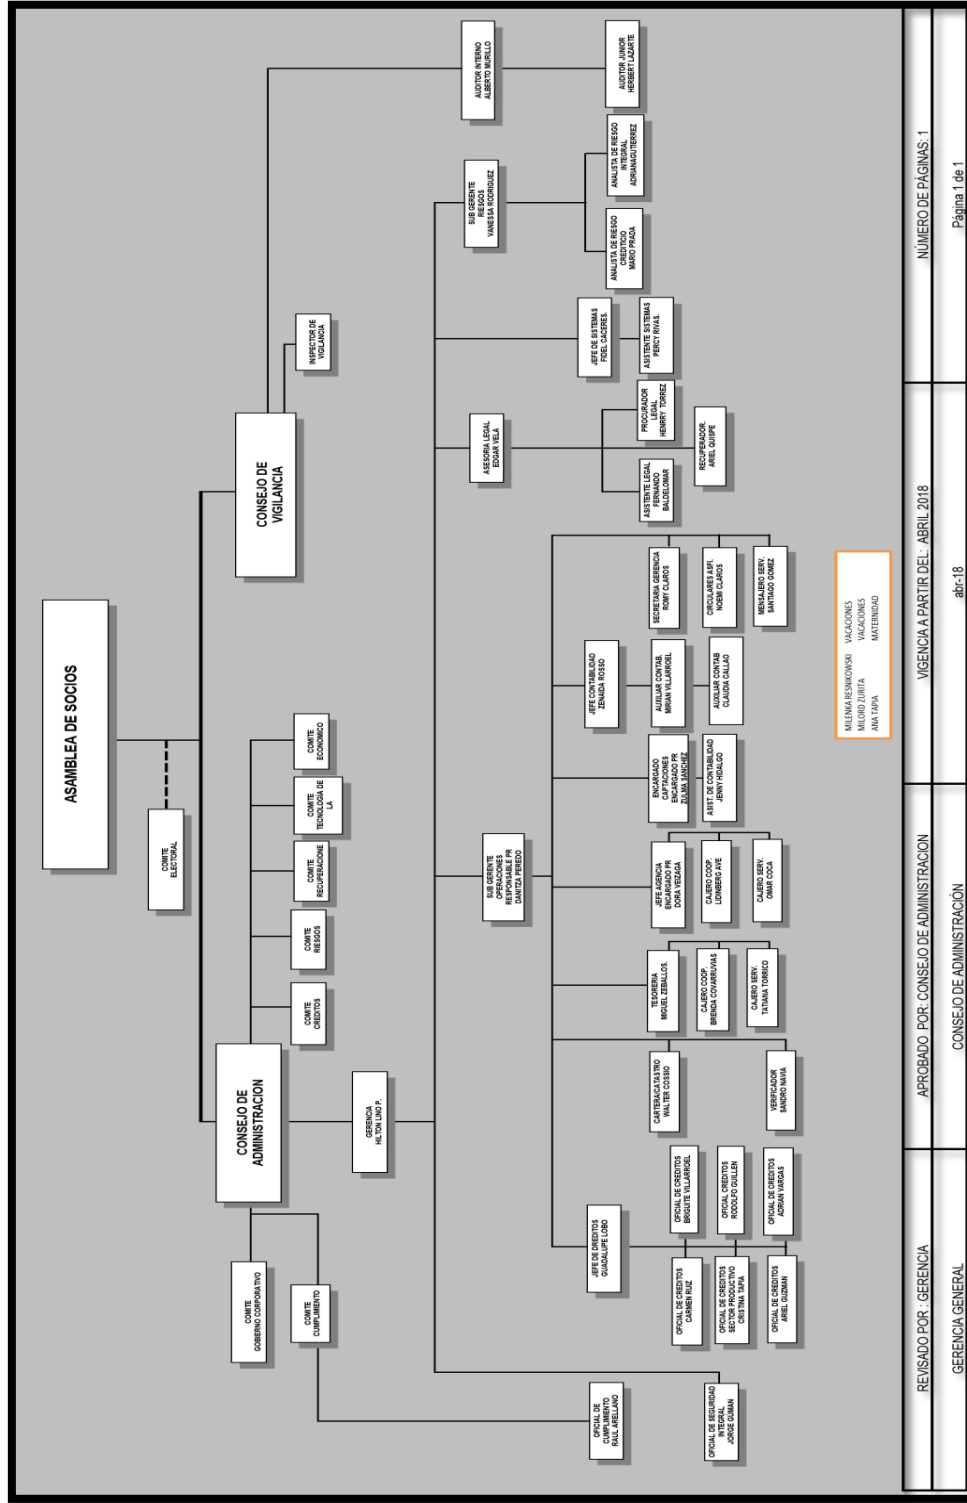 ASAMBLEA DE SOCIOS
COMITE
ELECTORAL
CONSEJO DE
ADMINISTRACION
CONSEJO DE
VIGILANCIA
COMITE
GOBIERNO CORPORATIVO
COMITE
CUMPLIMIENTO
COMITE
CREDITOS
COMITE
RIESGOS
COMITE
RECUPERACIONE
COMITE
TECNOLOGÍA DE
LA
COMITE
ECONOMICO
INSPECTOR DE
VIGILANCIA
GERENCIA
HILTON LINO P.
SUB GERENTE
OPERACIONES
RESPONSABLE PR
DANITZA PEREDO
ASESORIA LEGAL
EDGAR VELA
SUB GERENTE
RIESGOS
VANESSA RODRIGUEZ
AUDITOR INTERNO
ALBERTO MURILLO
OFICIAL DE
CUMPLIMIENTO
RAUL ARELLANO
JEFE DE DREDITOS
GUADALUPE LOBO
JEFE CONTABILIDAD
ZENAIDA ROSSO
JEFE DE SISTEMAS
FIDEL CACERES.
ANALISTA DE RIESGO
CREDITICIO
MARIO PRADA
ANALISTA DE RIESGO
INTEGRAL
ADRIANAGUTIERREZ
AUDITOR JUNIOR
HERBERT LAZARTE
CARTERA/CATASTRO
WALTER COSSIO
TESORERIA
MIGUEL ZEBALLOS.
JEFE AGENCIA
ENCARGADO PR
DORA VEIZAGA
ENCARGADO
CAPTACIONES
ENCARGADO PR
ZULMA SANCHEZ
AUXILIAR CONTAB.
MIRIAN VILLARROEL
SECRETARIA GERENCIA
ROMY CLAROS
ASISTENTE LEGAL
FERNANDO
BALDELOMAR
PROCURADOR
LEGAL
HENRRY TORREZ
ASISTENTE SISTEMAS
PERCY RIVAS.
OFICIAL DE CREDITOS
CARMEN RUIZ
OFICIAL DE CREDITOS
BRIGUITE VILLARROEL
CAJERO COOP.
BRENDA COVARRUVIAS
CAJERO COOP.
LIDINBERG AVE
ASIST. DE CONTABILIDAD
JENNY HIDALGO
AUXILIAR CONTAB
CLAUDIA CALLAO
CIRCULARES ASFI.
NOEMI CLAROS
RECUPERADOR.
ARIEL QUISPE
OFICIAL DE SEGURIDAD
INTEGRAL
JORGE GUMAN
OFICIAL DE CREDITOS
SECTOR PRODUCTIVO
CRISTINA TAPIA
OFICIAL CREDITOS
RODOLFO GUILLEN
CAJERO SERV.
TATIANA TORRICO
CAJERO SERV.
OMAR COCA
MENSAJERO SERV.
SANTIAGO GOMEZ
OFICIAL DE CREDITOS
ARIEL GUZMAN
OFICIAL DE CREDITOS
ADRIAN VARGAS
VERIFICADOR
SANDRO NAVIA
MILENKA RESNIKOWSKI VACACIONES
MILORD ZURITA VACACIONES
ANA TAPIA MATERNIDAD
REVISADO POR : GERENCIA
APROBADO POR: CONSEJO DE ADMINISTRACION
VIGENCIA A PARTIR DEL: ABRIL 2018
NÚMERO DE PÁGINAS: 1
GERENCIA GENERAL
CONSEJO DE ADMINISTRACIÓN
abr-18
Página 1 de 1